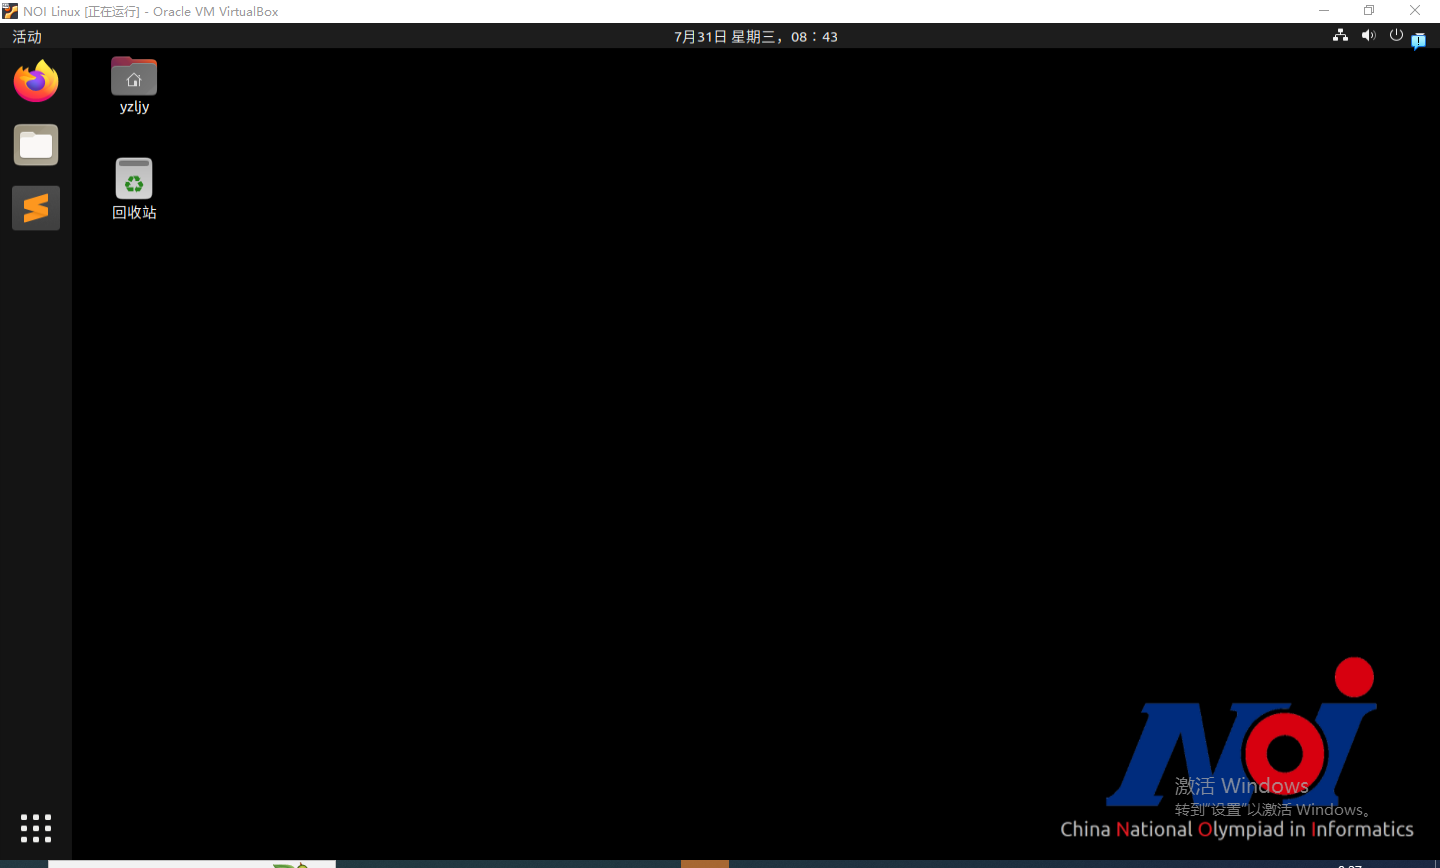 NOI Linux [正在运行] - Oracle VM VirtualBox
活动
7月31日 星期三，08：43
yzljy
回收站
NOI
激活 Windows
转到"设置"以激活 Windows。
China National Olympiad in Informatics